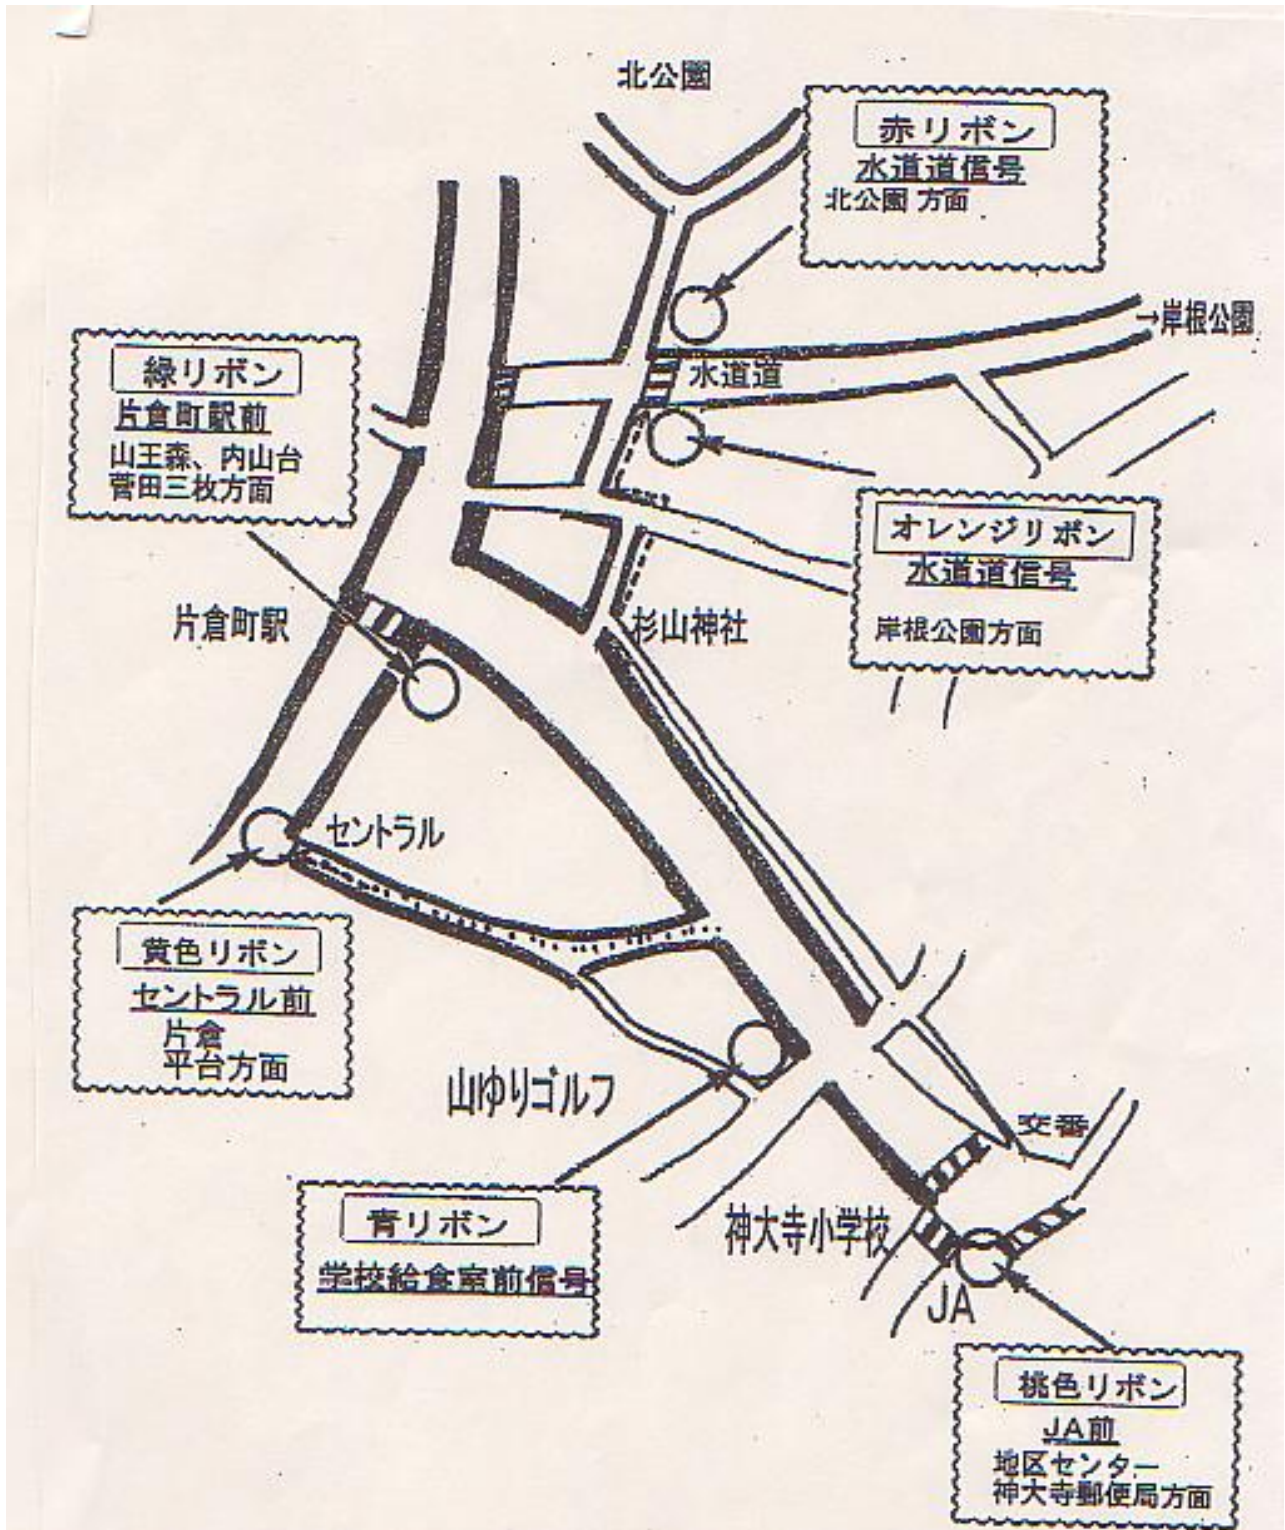 北公園
赤リボン
水道道信号
北公園 方面
→岸根公園
水道道
緑リボン
片倉町駅前
山王森、内山台
菅田三枚方面
オレンジリボン
水道道信号
岸根公園方面
片倉町駅
杉山神社
セントラル
黄色リボン
セントラル前
片倉
平台方面
山ゆりゴルフ
交番
青リボン
学校給食室前信号
神大寺小学校
JA
桃色リボン
JA前
地区センター
神大寺郵便局方面